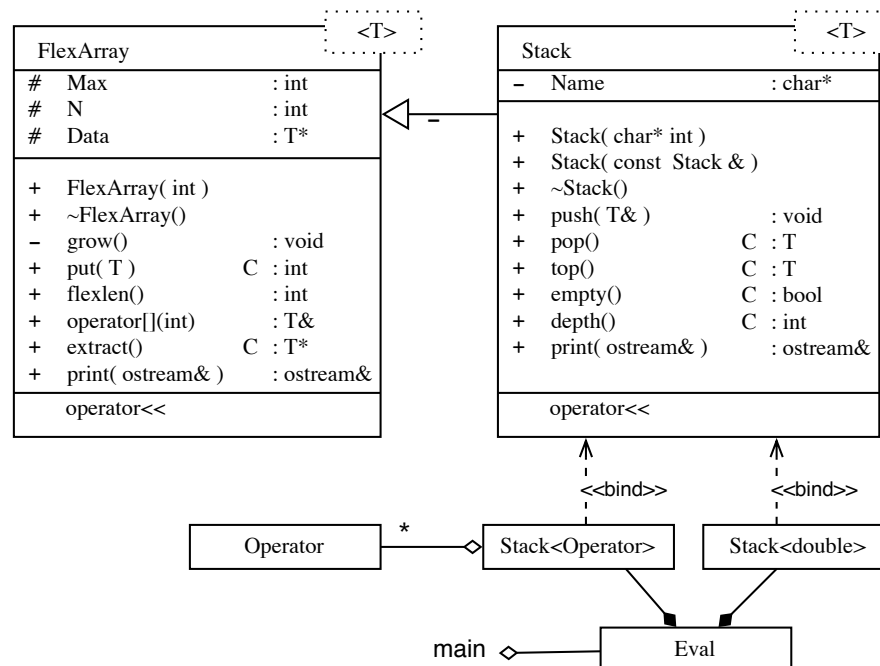 <T>
FlexArray
# Max : int
# N : int
# Data : T*
+ FlexArray( int )
+ ~FlexArray()
– grow() : void
+ put( T ) C : int
+ flexlen() : int
+ operator[](int) : T&
+ extract() C : T*
+ print( ostream& ) : ostream&
operator<<
–
<T>
Stack
– Name : char*
+ Stack( char* int )
+ Stack( const Stack & )
+ ~Stack()
+ push( T& ) : void
+ pop() C : T
+ top() C : T
+ empty() C : bool
+ depth() C : int
+ print( ostream& ) : ostream&
operator<<
<<bind>>
<<bind>>
Operator
*
Stack<Operator>
Stack<double>
main
Eval